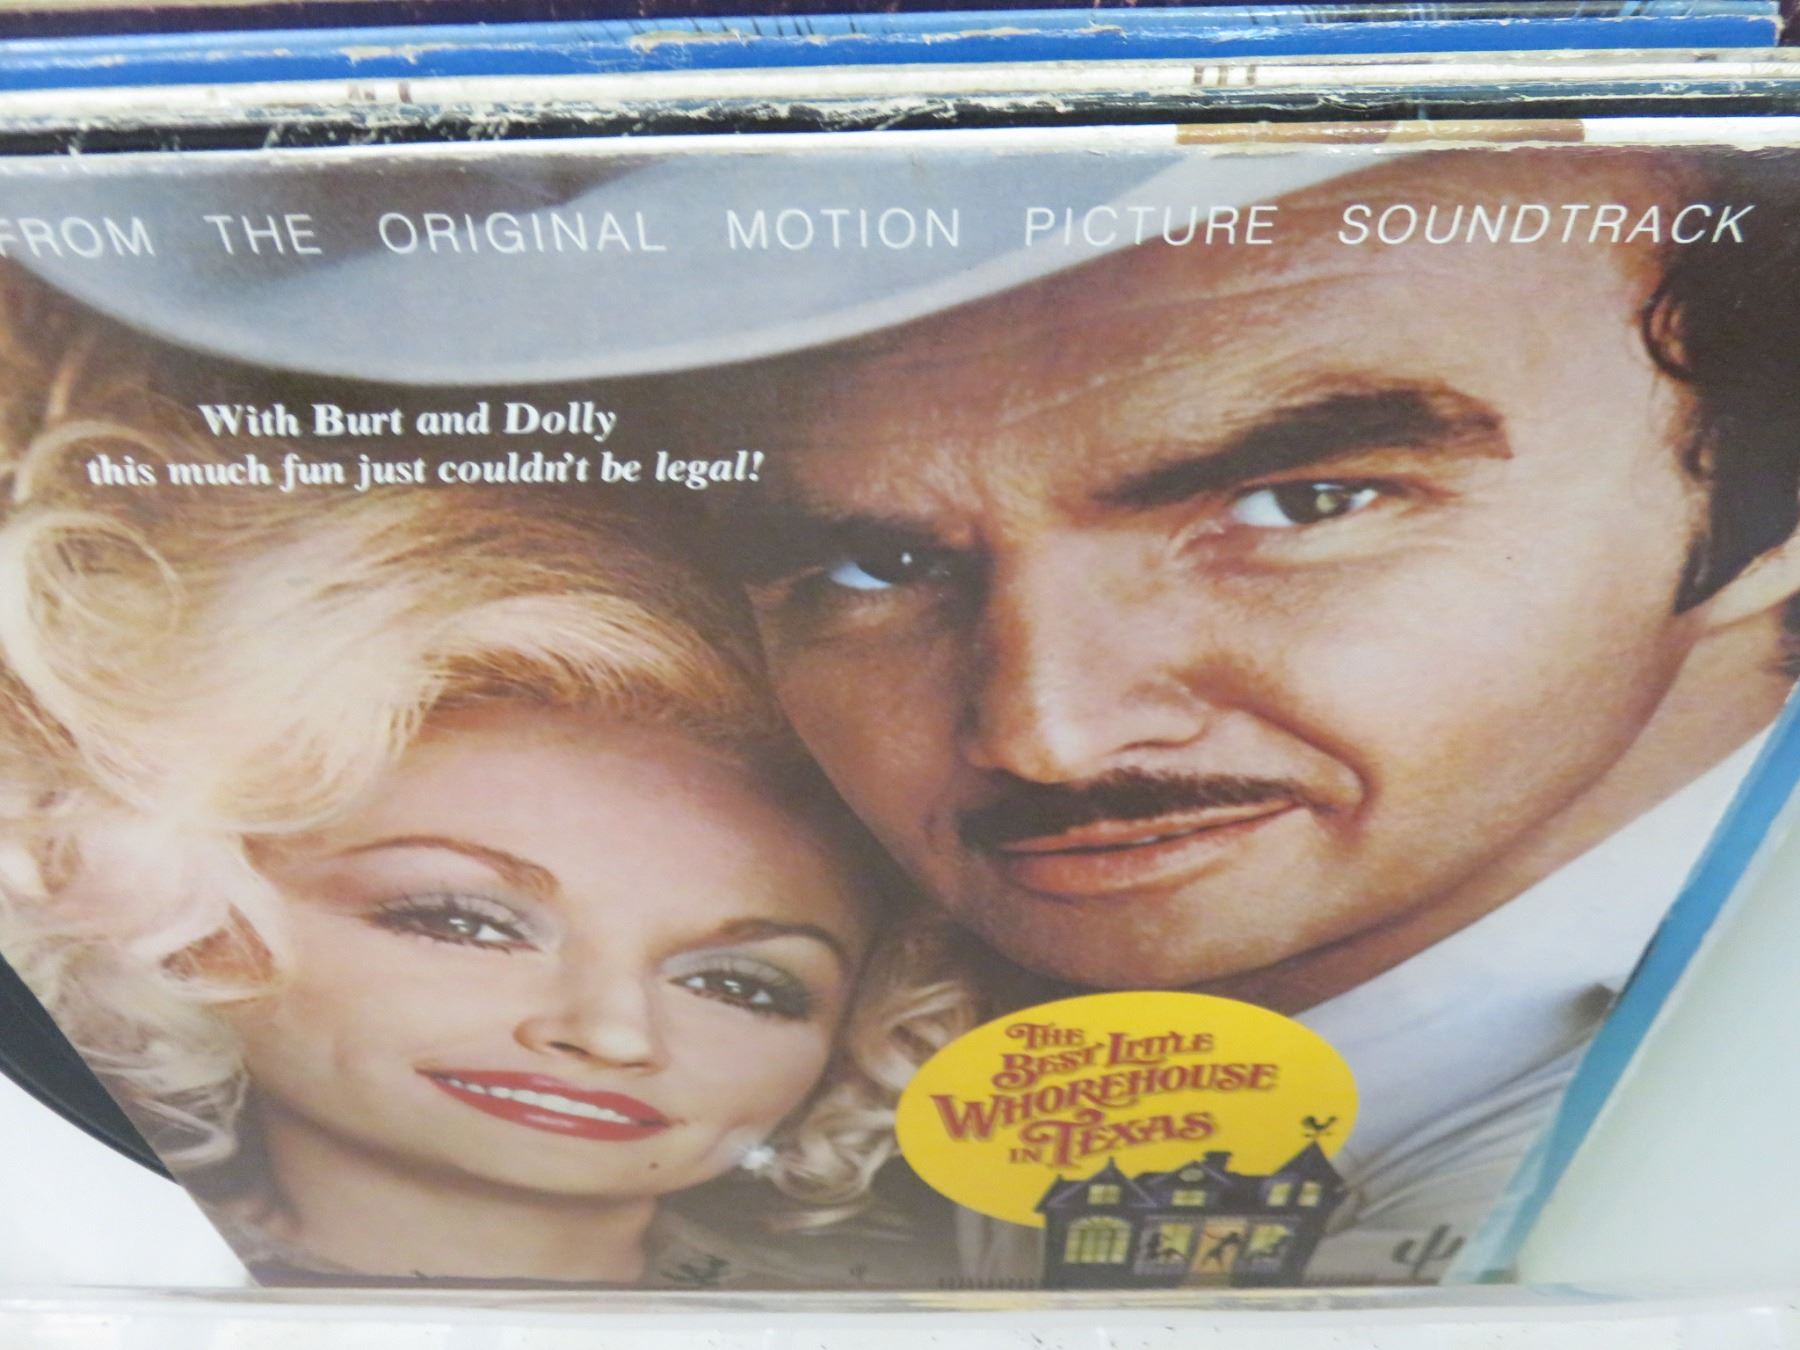 FROM THE ORIGINAL MOTION PICTURE SOUNDTRACK
With Burt and Dolly
this much fun just couldn't be legal!
THE
BEST LITTLE
WHOREHOUSE
IN TEXAS